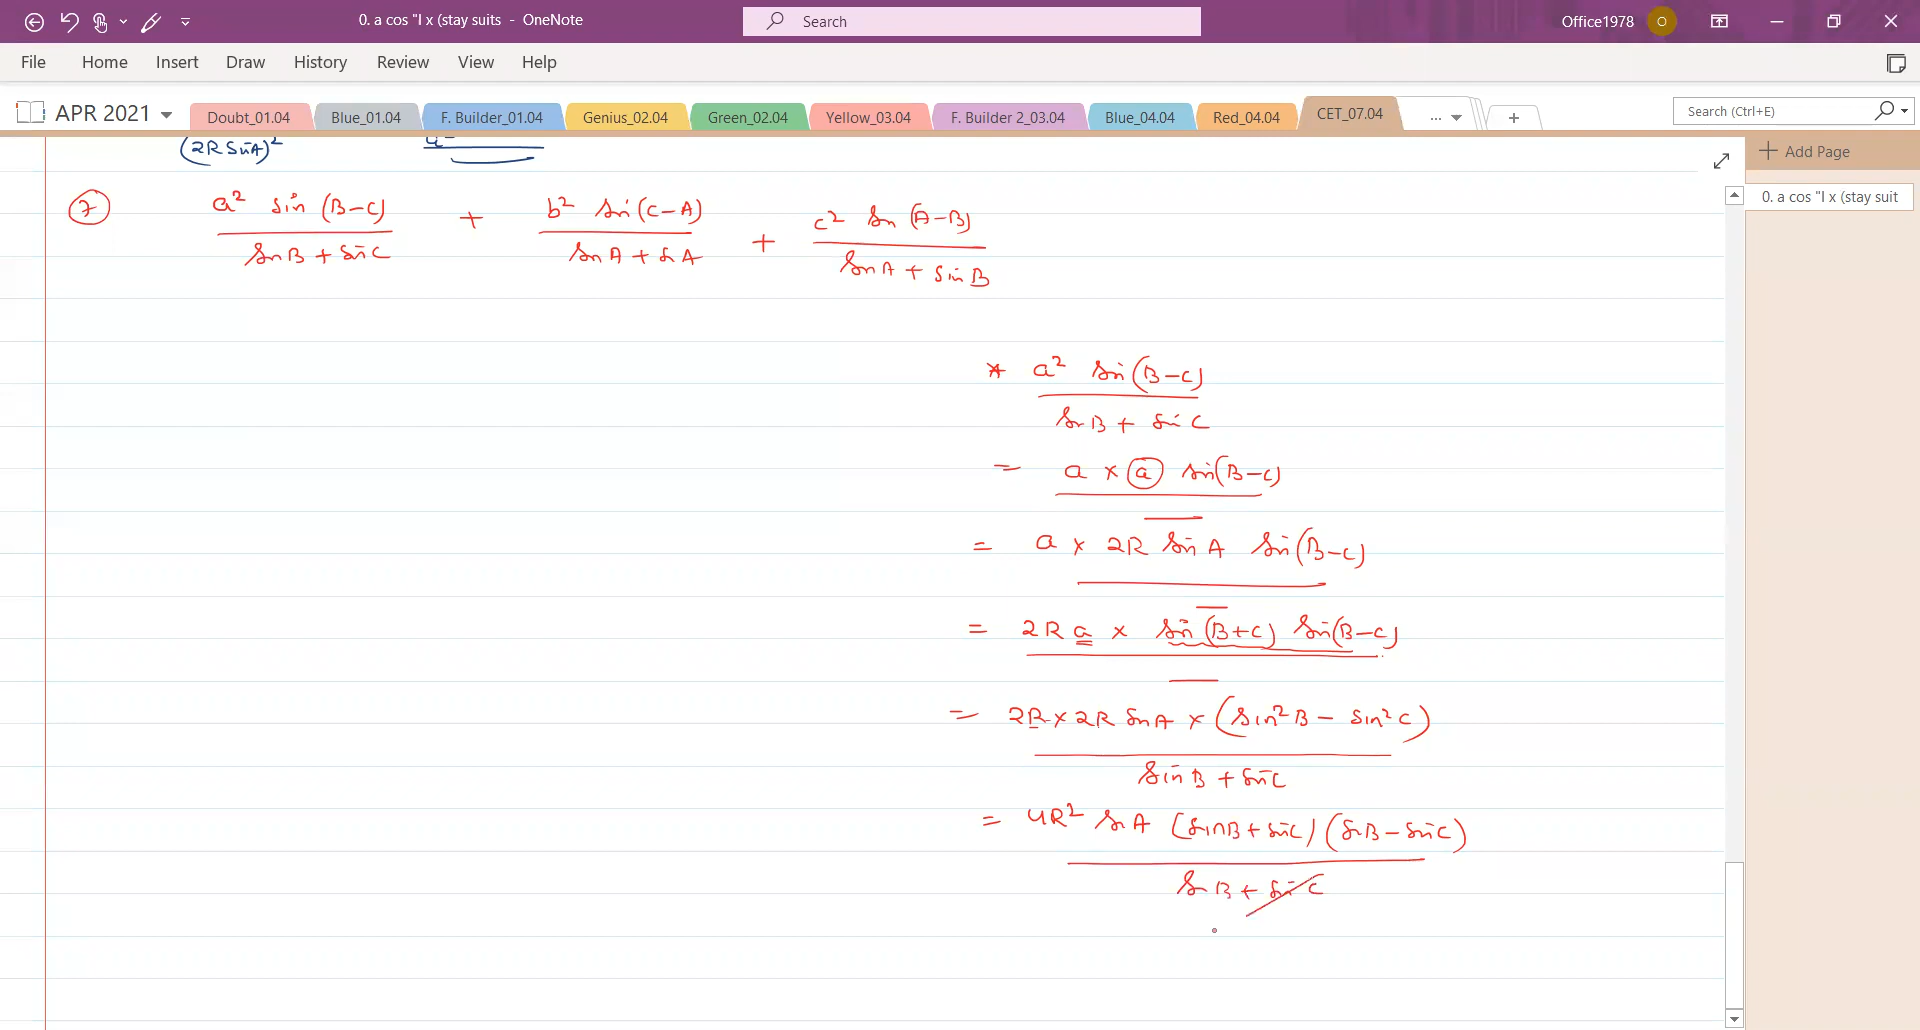 0. a cos "I x (stay suits - OneNote
Search
Office1978
O
File Home Insert Draw History Review View Help
APR 2021
Doubt_01.04 Blue_01.04 F. Builder_01.04 Genius_02.04 Green_02.04 Yellow_03.04 F. Builder 2_03.04 Blue_04.04 Red_04.04 CET_07.04 ... +
Search (Ctrl+E)
Add Page
0. a cos "I x (stay suit
(2R sinA)²
7 a² sin (B-C) / sinB + sinC + b² sin(C-A) / sinA + sinA + c² sin (A-B) / sinA + sinB
* a² sin(B-C)
sinB + sin C
= a × a sin(B-C)
= a × 2R sin A sin(B-C)
= 2R a × sin(B+C) sin(B-C)
= 2R × 2R sinA × (sin²B - sin²C)
sinB + sinC
= 4R² sinA (sinB + sinC) (sinB - sinC)
sinB + sinC